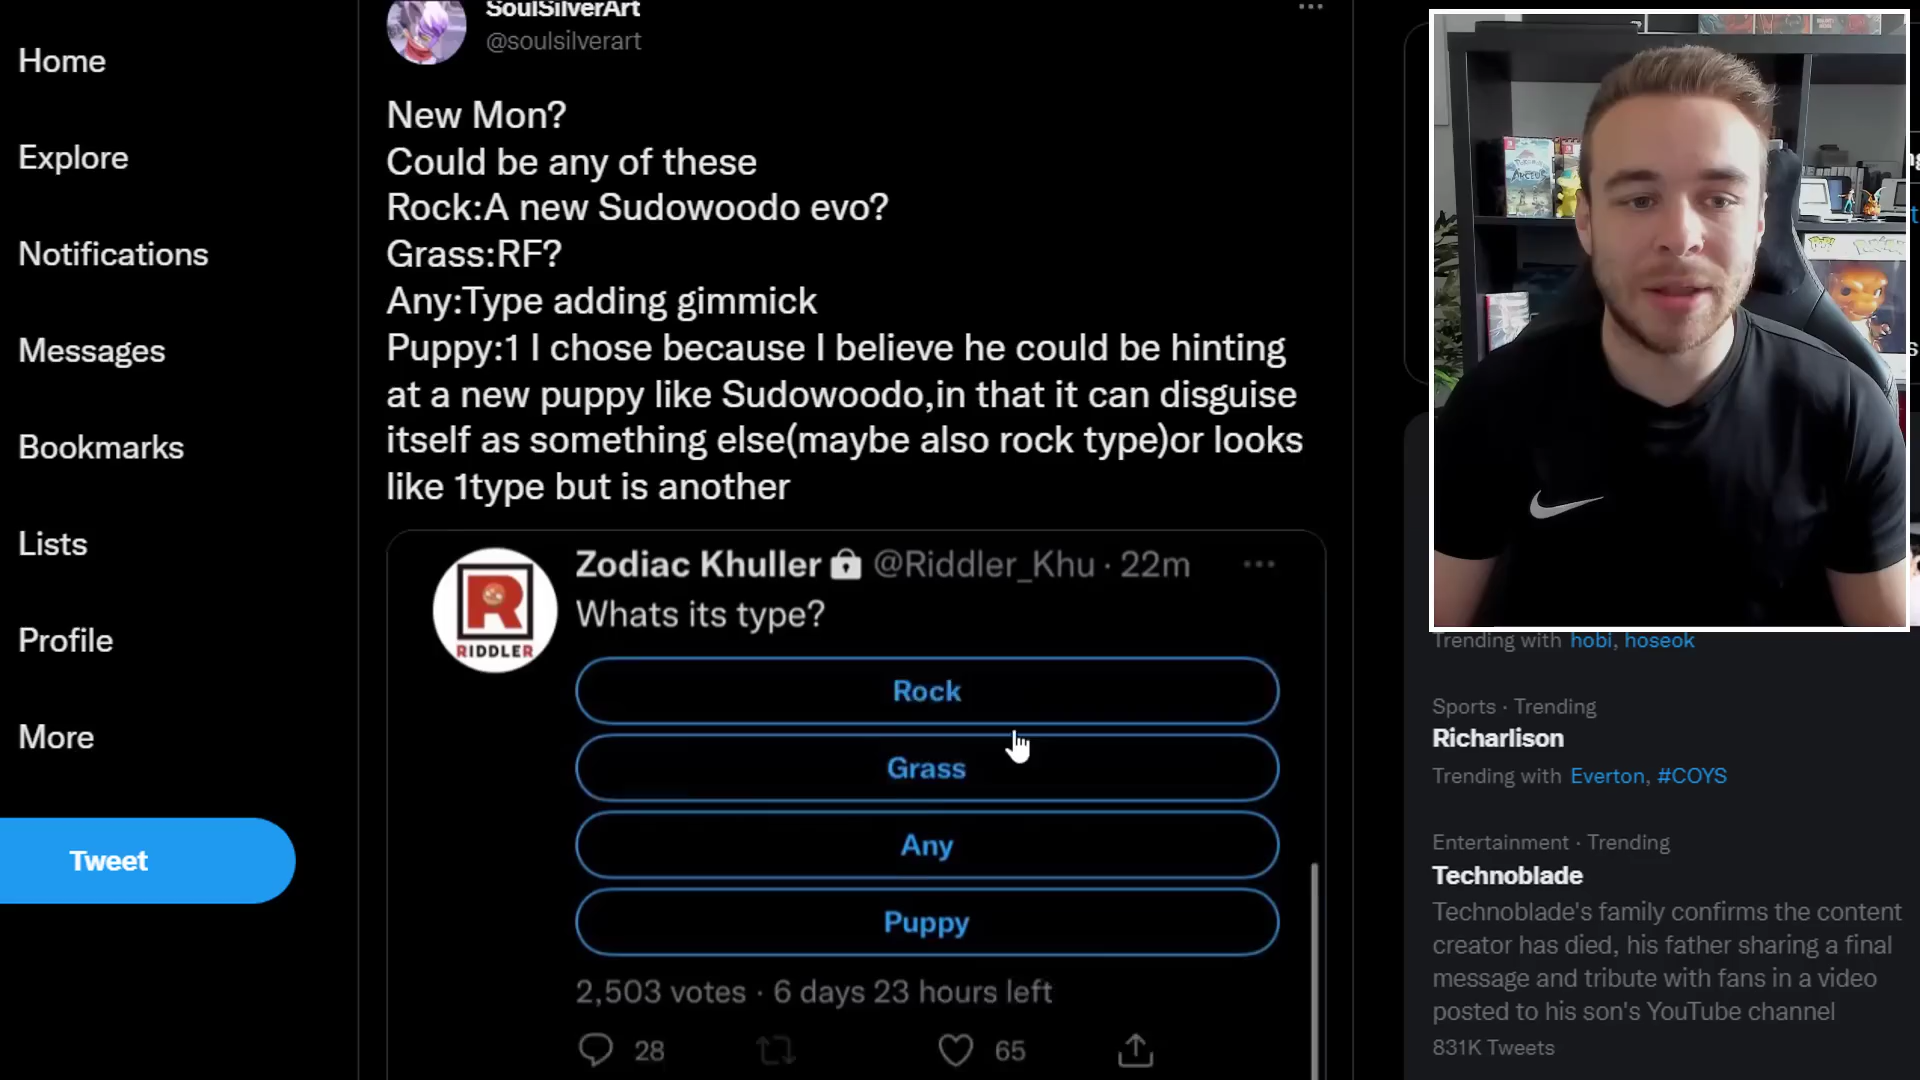 Home
Explore
Notifications
Messages
Bookmarks
Lists
Profile
More
Tweet
SoulSilverArt
@soulsilverart
New Mon?
Could be any of these
Rock:A new Sudowoodo evo?
Grass:RF?
Any:Type adding gimmick
Puppy:1 I chose because I believe he could be hinting
at a new puppy like Sudowoodo,in that it can disguise
itself as something else(maybe also rock type)or looks
like 1type but is another
Zodiac Khuller @Riddler_Khu · 22m
Whats its type?
R
RIDDLER
Rock
Grass
Any
Puppy
2,503 votes · 6 days 23 hours left
28
65
ARCEUS
POP!
Trending with hobi, hoseok
Sports · Trending
Richarlison
Trending with Everton, #COYS
Entertainment · Trending
Technoblade
Technoblade's family confirms the content
creator has died, his father sharing a final
message and tribute with fans in a video
posted to his son's YouTube channel
831K Tweets